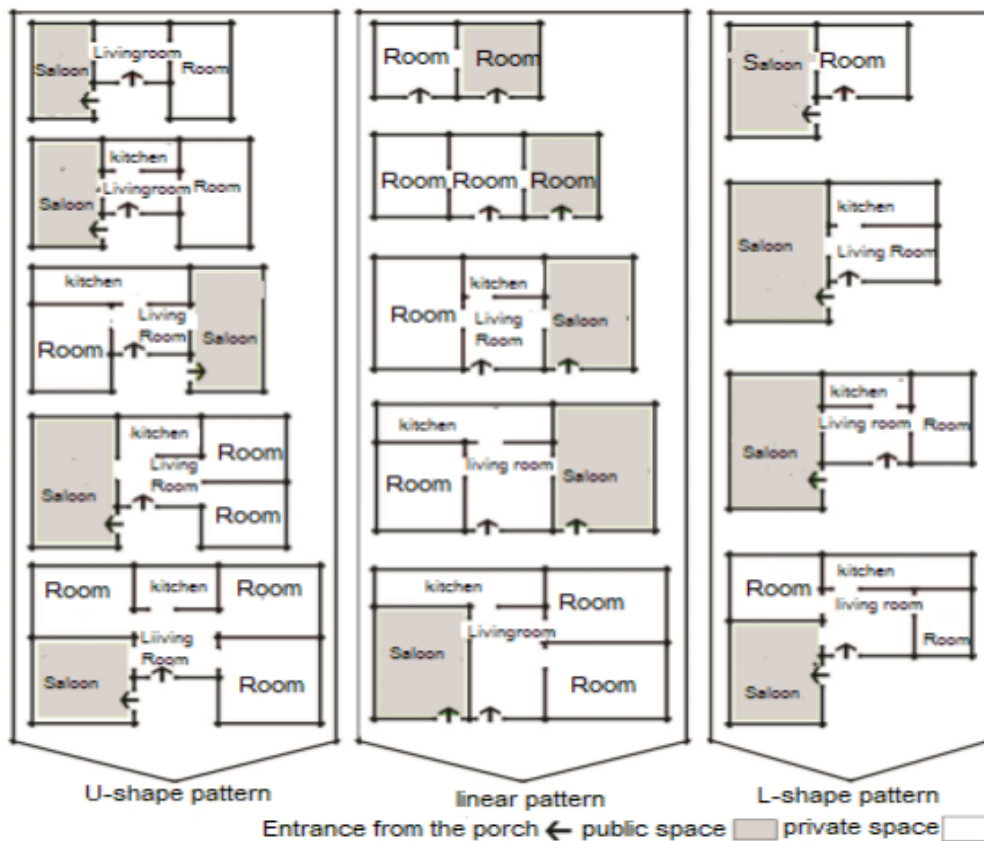 Saloon
Livingroom
Room
kitchen
Saloon
Livingroom
Room
kitchen
Living
Room
Room
Saloon
kitchen
Room
Living
Room
Saloon
Room
Room
kitchen
Room
Liiving
Room
Saloon
Room
U-shape pattern
Room
Room
Room
Room
Room
kitchen
Room
Living
Room
Saloon
kitchen
living room
Room
Saloon
kitchen
Room
Livingroom
Saloon
Room
linear pattern
Saloon
Room
kitchen
Saloon
Living Room
kitchen
Living room
Room
Saloon
kitchen
Room
living room
Room
Saloon
L-shape pattern
Entrance from the porch ← public space private space